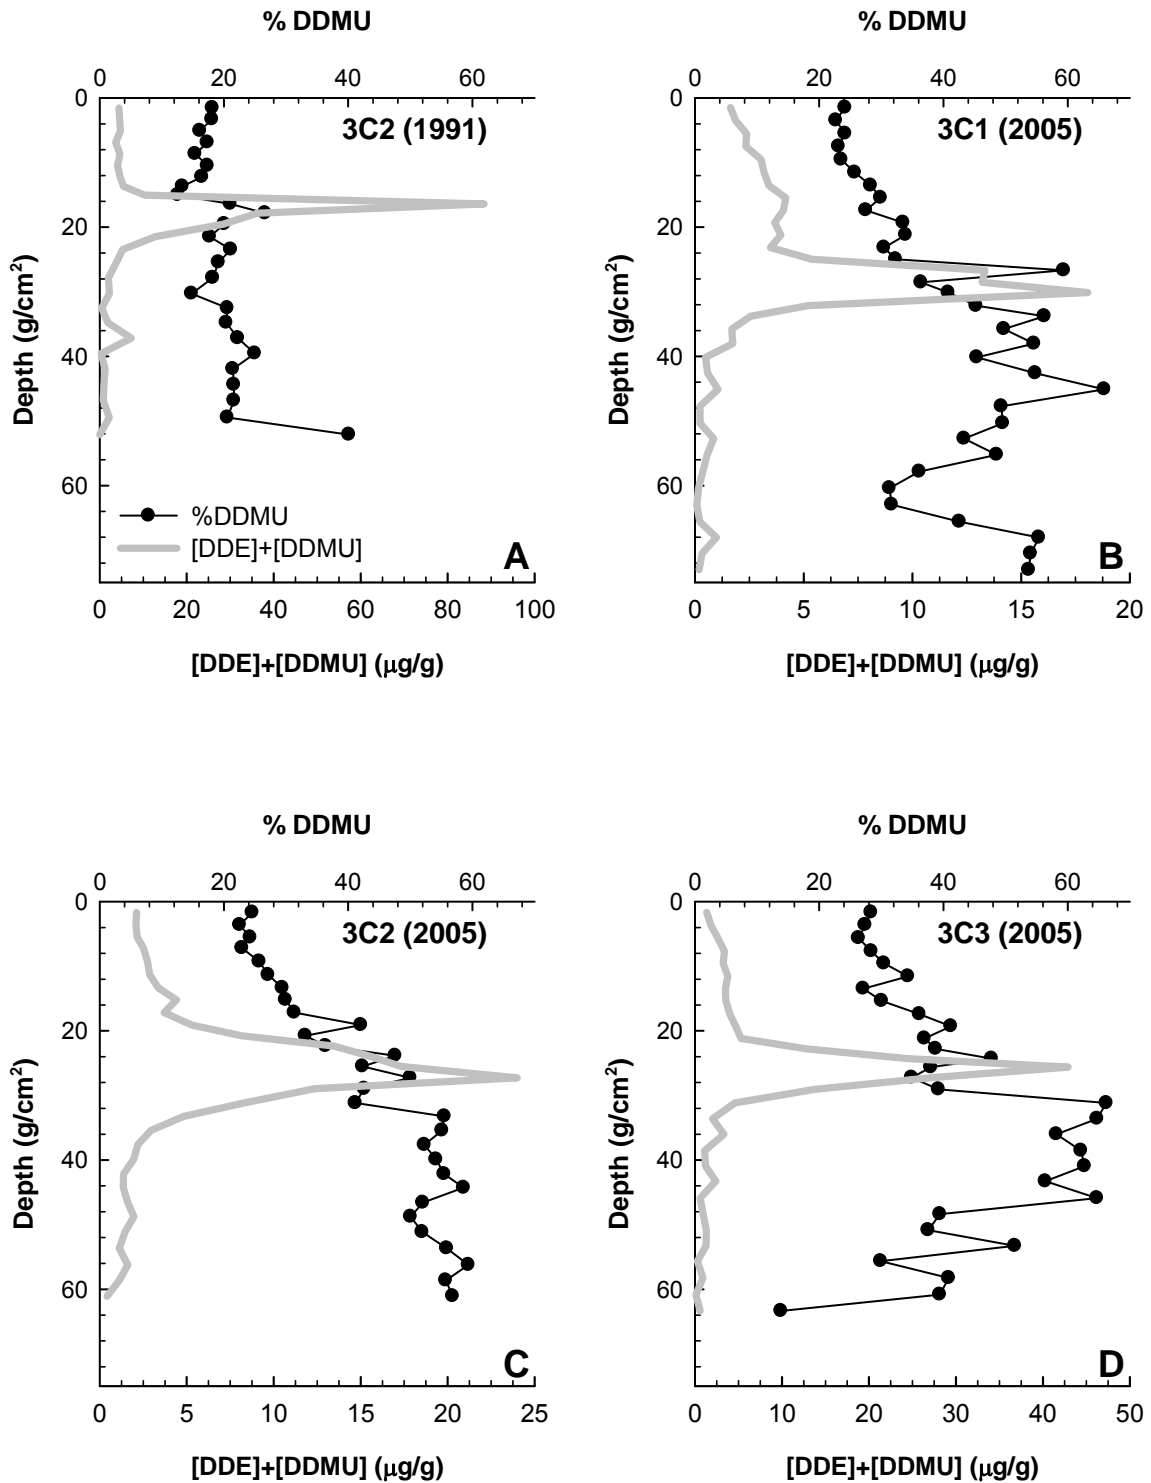 % DDMU
% DDMU
0 20 40 60
0 20 40 60
3C2 (1991)
3C1 (2005)
0
20
40
60
0
20
40
60
Depth (g/cm²)
Depth (g/cm²)
%DDMU
[DDE]+[DDMU]
A
B
0 20 40 60 80 100
0 5 10 15 20
[DDE]+[DDMU] (μg/g)
[DDE]+[DDMU] (μg/g)
% DDMU
% DDMU
0 20 40 60
0 20 40 60
3C2 (2005)
3C3 (2005)
0
20
40
60
0
20
40
60
Depth (g/cm²)
Depth (g/cm²)
C
D
0 5 10 15 20 25
0 10 20 30 40 50
[DDE]+[DDMU] (μg/g)
[DDE]+[DDMU] (μg/g)